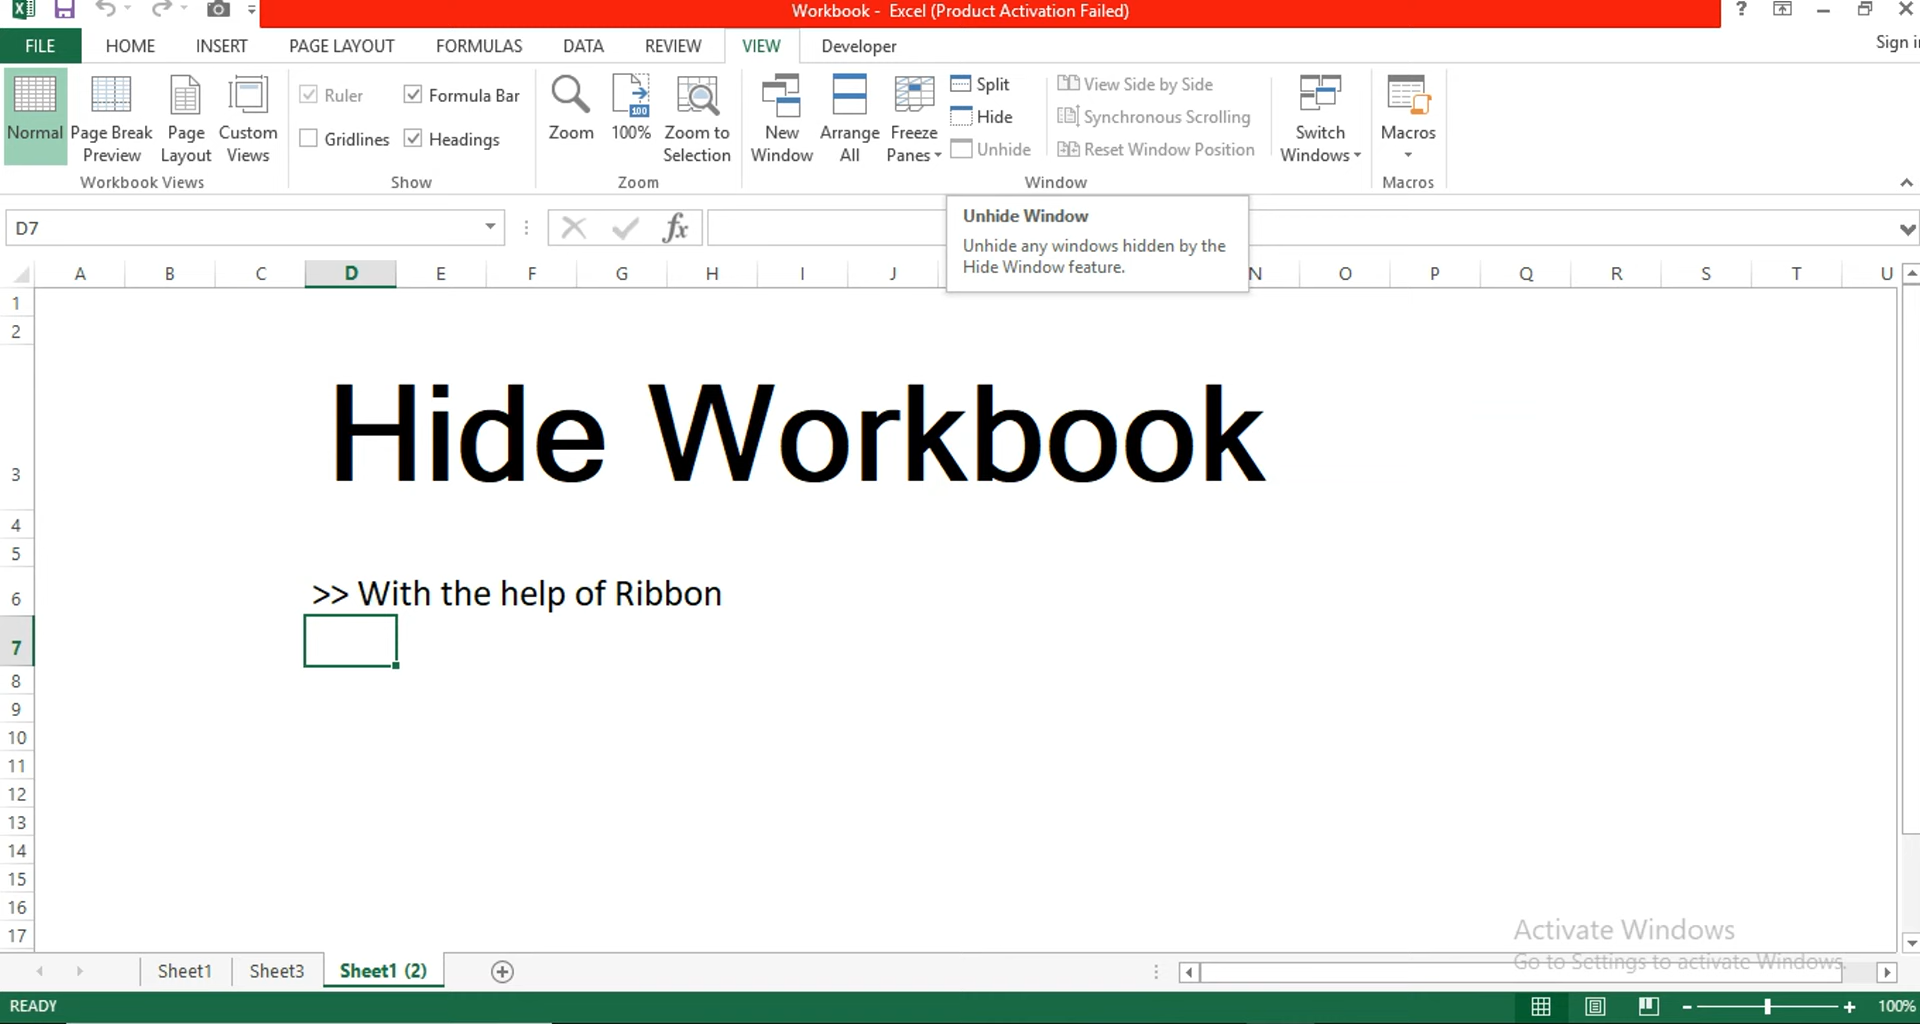 Workbook - Excel (Product Activation Failed)
?
FILE HOME INSERT PAGE LAYOUT FORMULAS DATA REVIEW VIEW Developer
Sign i
Normal
Page Break Preview
Page Layout
Custom Views
Workbook Views
Ruler
Formula Bar
Gridlines
Headings
Show
Zoom
100
100%
Zoom to Selection
Zoom
New Window
Arrange All
Freeze Panes
Split
Hide
Unhide
View Side by Side
Synchronous Scrolling
Reset Window Position
Window
Switch Windows
Macros
Macros
D7
fx
Unhide Window
Unhide any windows hidden by the
Hide Window feature.
A B C D E F G H I J N O P Q R S T U
1
2
Hide Workbook
3
4
5
>> With the help of Ribbon
6
7
8
9
10
11
12
13
14
15
16
17
Activate Windows
Go to Settings to activate Windows.
Sheet1 Sheet3 Sheet1 (2)
READY
100%